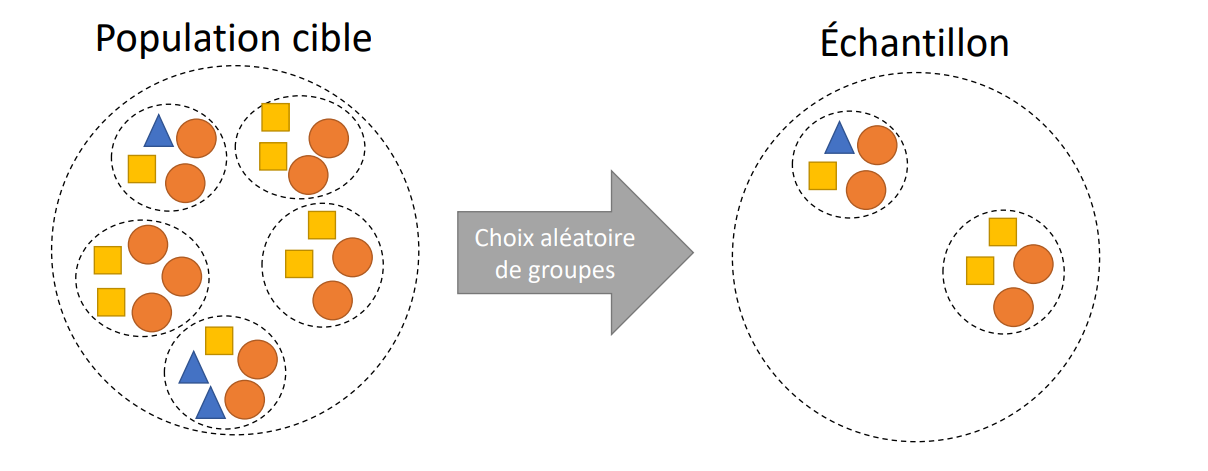 Population cible
Échantillon
Choix aléatoire
de groupes